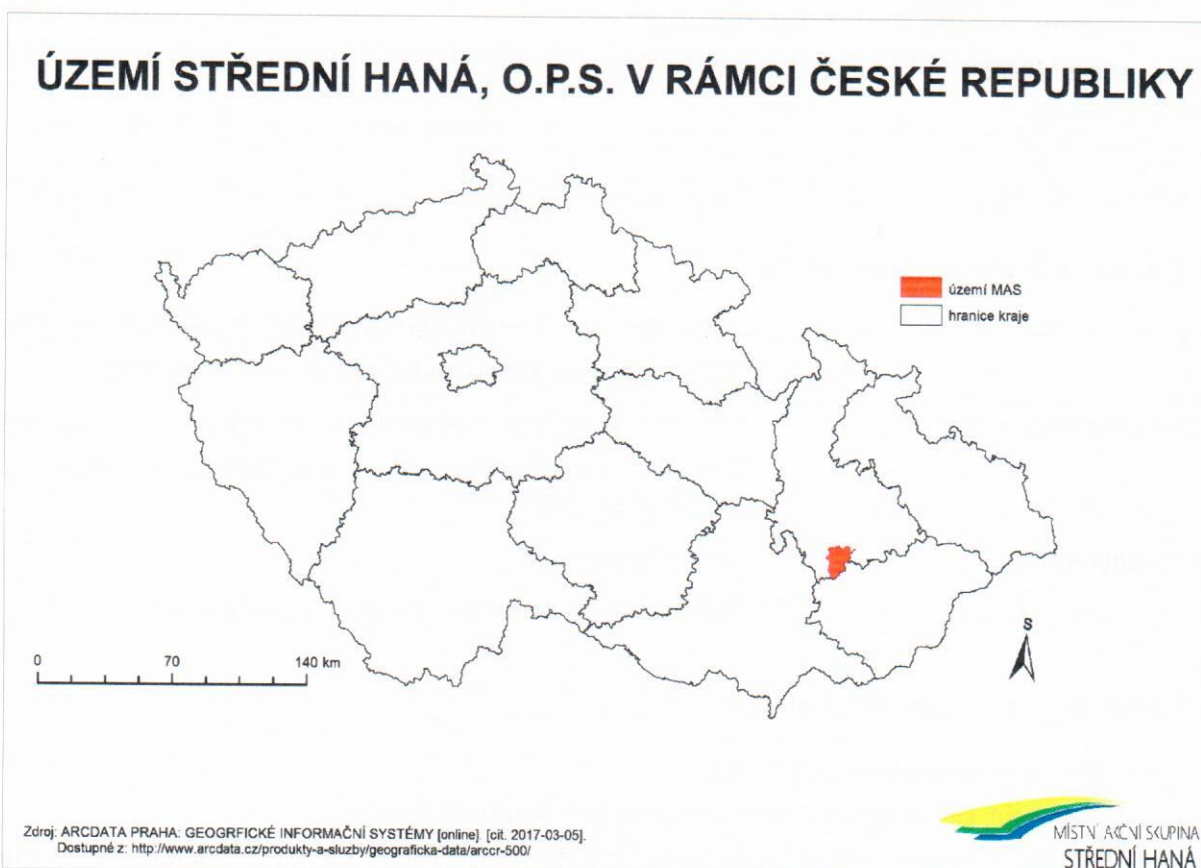 ÚZEMÍ STŘEDNÍ HANÁ, O.P.S. V RÁMCI ČESKÉ REPUBLIKY
území MAS
hranice kraje
S
0 70 140 km
Zdroj: ARCDATA PRAHA: GEOGRFICKÉ INFORMAČNÍ SYSTÉMY [online]. [cit. 2017-03-05].
Dostupné z: http://www.arcdata.cz/produkty-a-sluzby/geograficka-data/arccr-500/
MÍSTNÍ AKČNÍ SKUPINA
STŘEDNÍ HANÁ